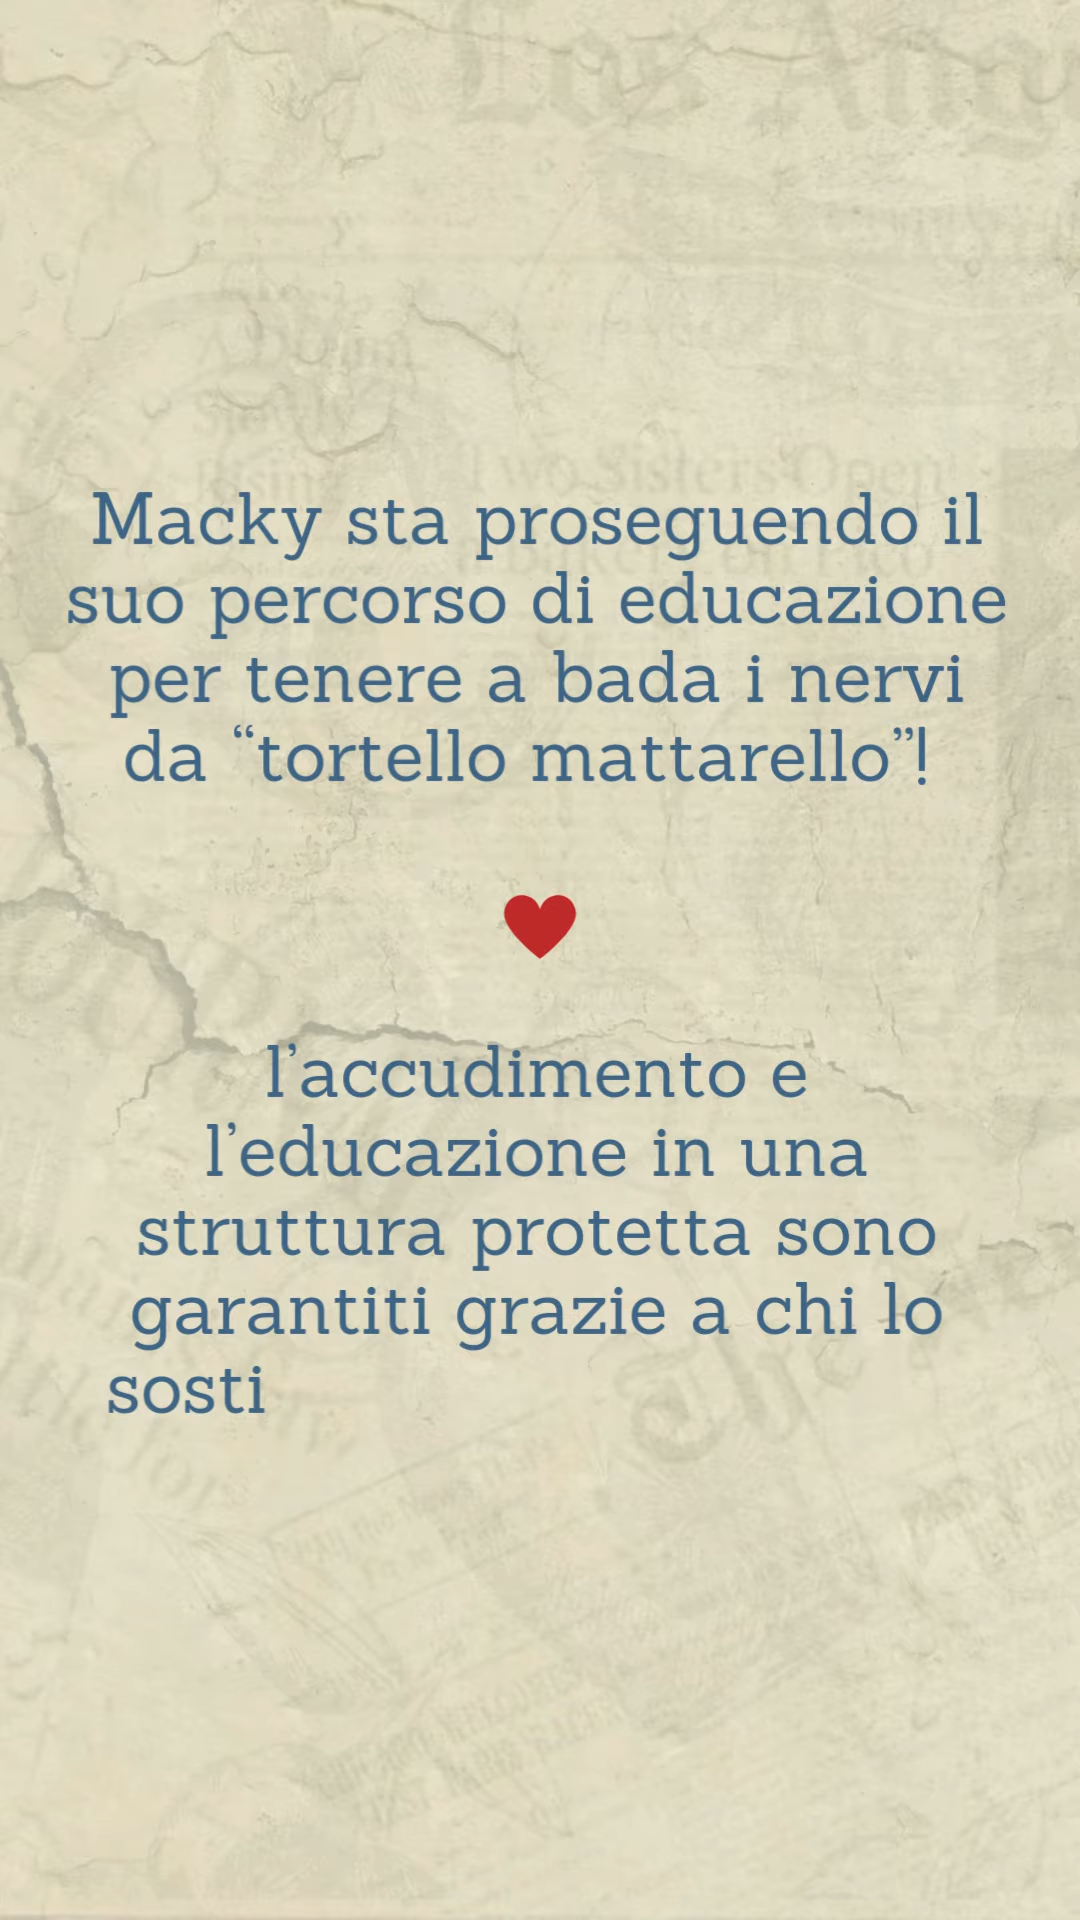 Macky sta proseguendo il
suo percorso di educazione
per tenere a bada i nervi
da “tortello mattarello”!
l’accudimento e
l’educazione in una
struttura protetta sono
garantiti grazie a chi lo
sosti